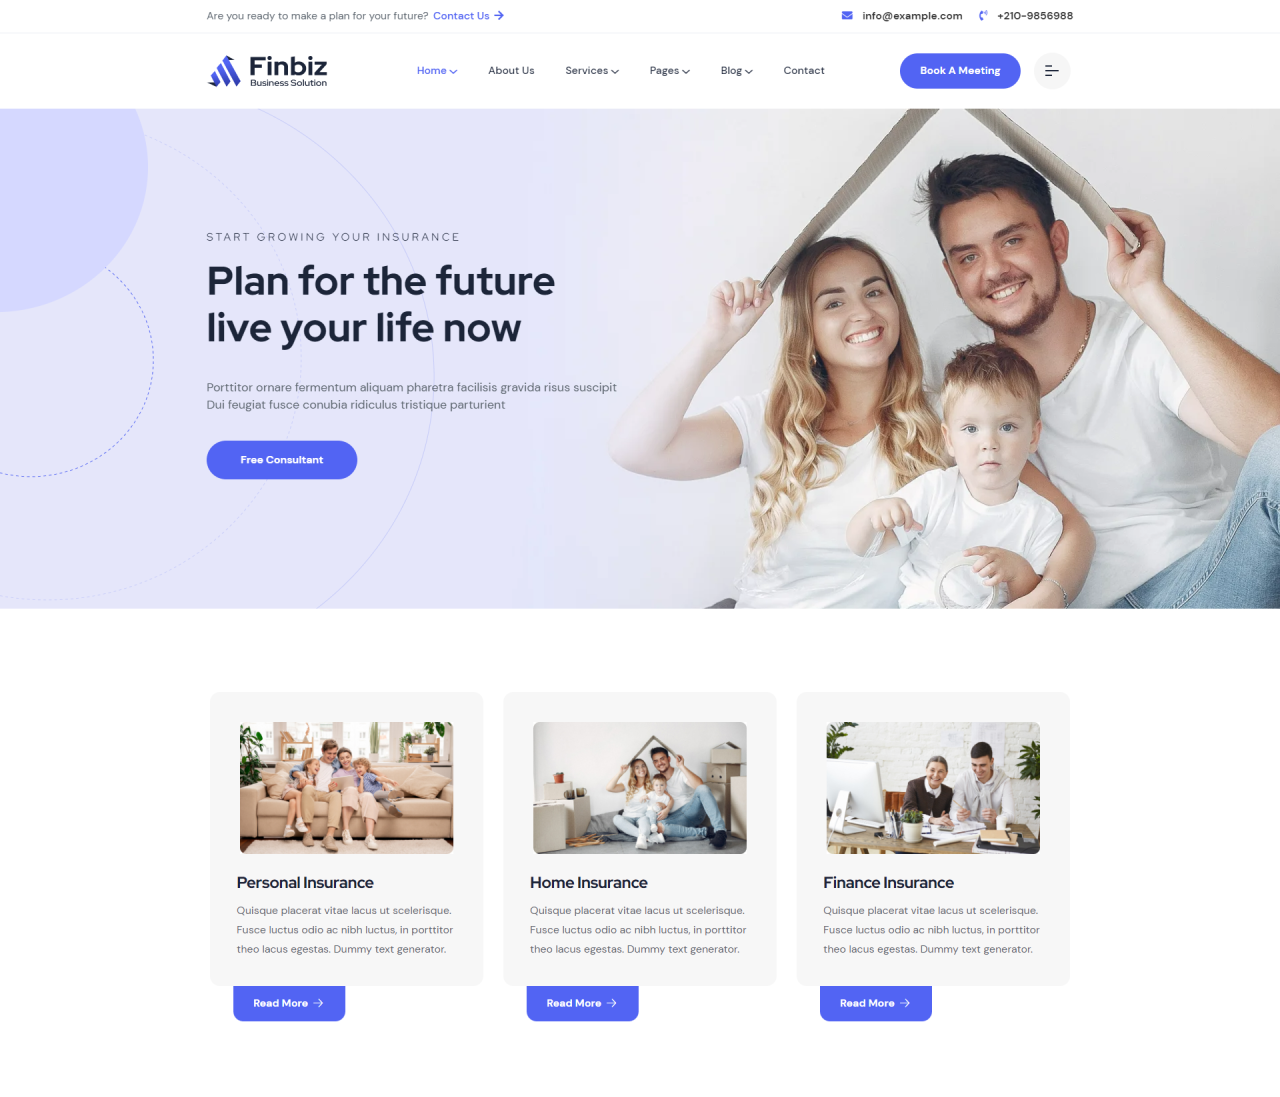 Are you ready to make a plan for your future? Contact Us
info@example.com
+210-9856988
Finbiz
Business Solution
Home
About Us
Services
Pages
Blog
Contact
Book A Meeting
START GROWING YOUR INSURANCE
Plan for the future
live your life now
Porttitor ornare fermentum aliquam pharetra facilisis gravida risus suscipit
Dui feugiat fusce conubia ridiculus tristique parturient
Free Consultant
Personal Insurance
Quisque placerat vitae lacus ut scelerisque.
Fusce luctus odio ac nibh luctus, in porttitor
theo lacus egestas. Dummy text generator.
Read More
Home Insurance
Quisque placerat vitae lacus ut scelerisque.
Fusce luctus odio ac nibh luctus, in porttitor
theo lacus egestas. Dummy text generator.
Read More
Finance Insurance
Quisque placerat vitae lacus ut scelerisque.
Fusce luctus odio ac nibh luctus, in porttitor
theo lacus egestas. Dummy text generator.
Read More